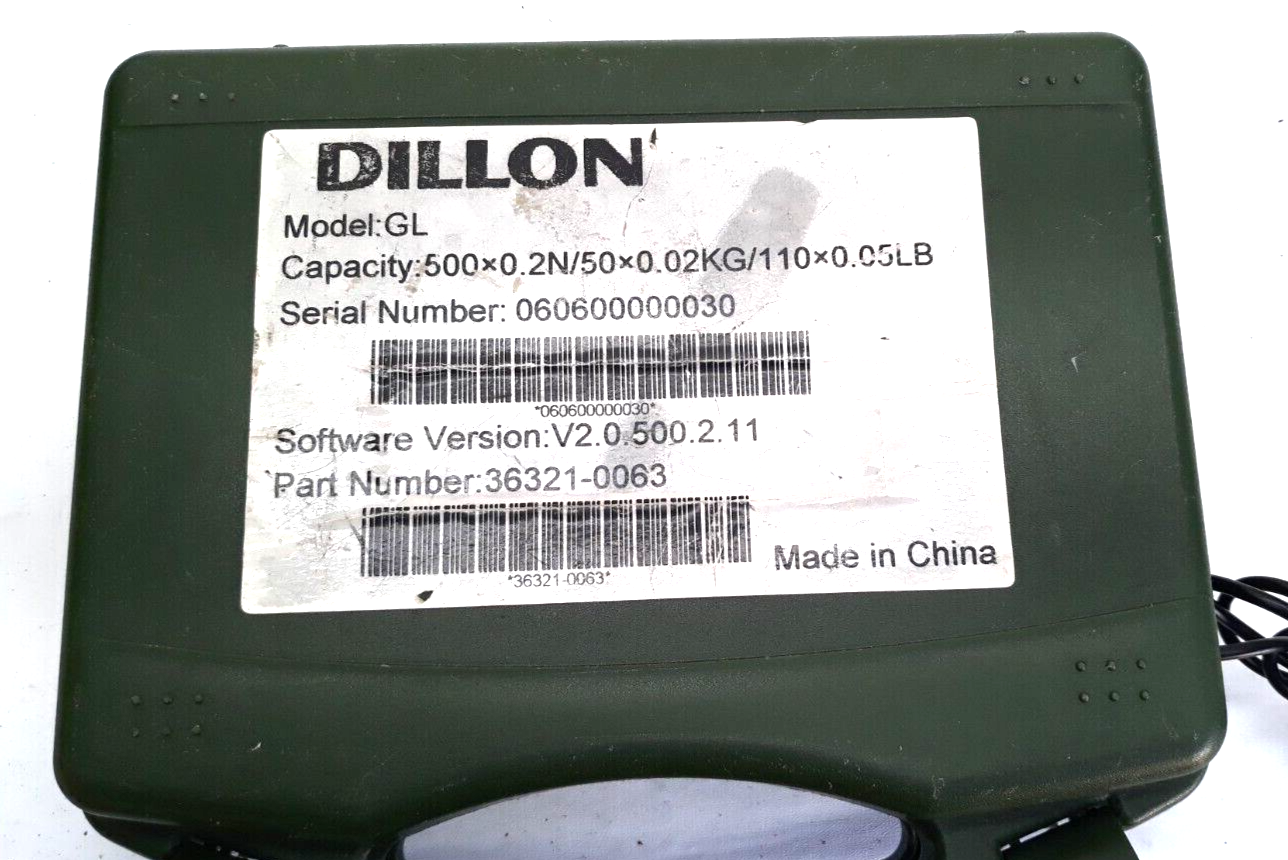 DILLON
Model:GL
Capacity:500×0.2N/50×0.02KG/110×0.05LB
Serial Number: 060600000030
*060600000030*
Software Version:V2.0.500.2.11
Part Number:36321-0063
*36321-0063*
Made in China